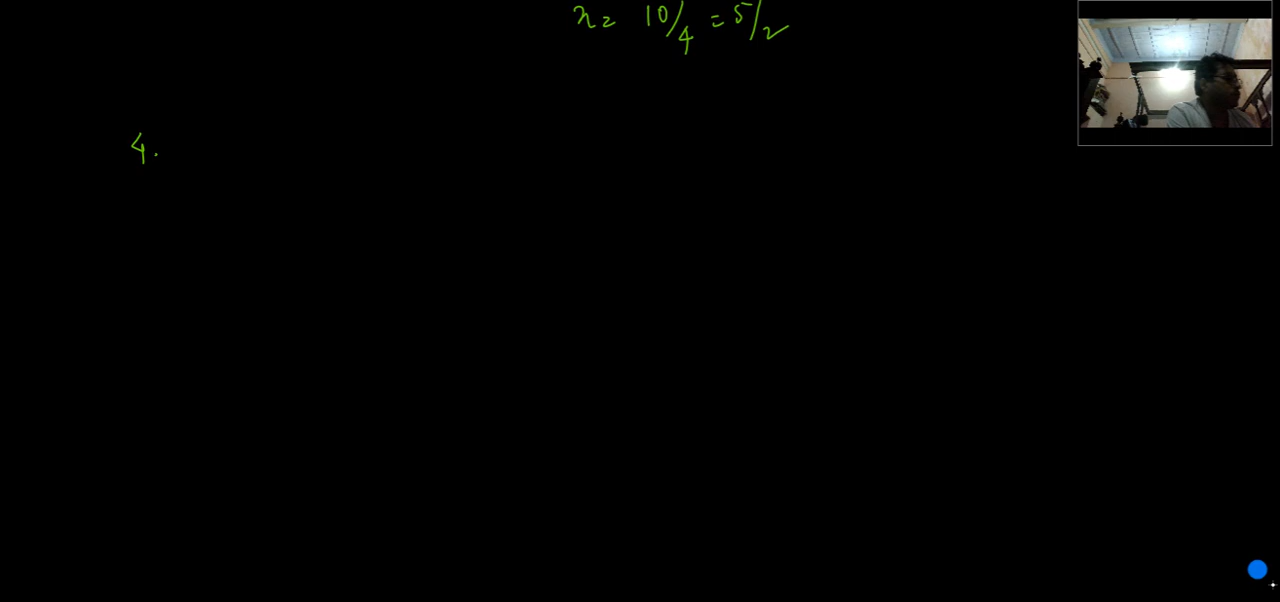 x = 10/4 = 5/2
4.